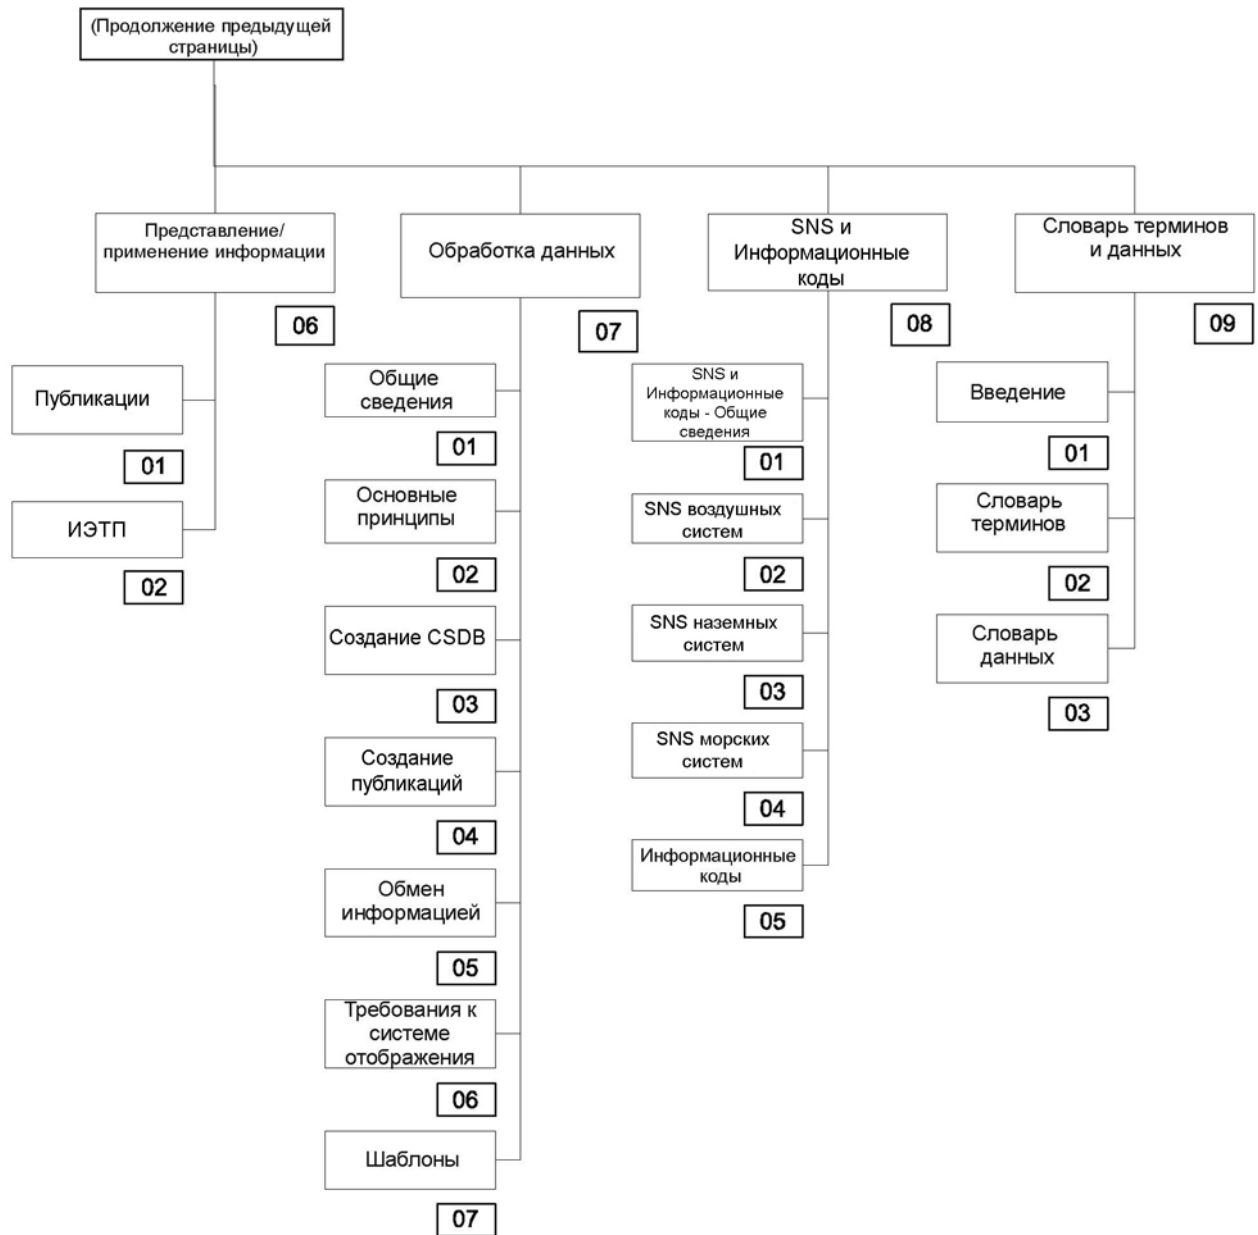 (Продолжение предыдущей
страницы)
Представление/
применение информации
06
Публикации
01
ИЭТП
02
Обработка данных
07
Общие
сведения
01
Основные
принципы
02
Создание CSDB
03
Создание
публикаций
04
Обмен
информацией
05
Требования к
системе
отображения
06
Шаблоны
07
SNS и
Информационные
коды
08
SNS и
Информационные
коды - Общие
сведения
01
SNS воздушных
систем
02
SNS наземных
систем
03
SNS морских
систем
04
Информационные
коды
05
Словарь терминов
и данных
09
Введение
01
Словарь
терминов
02
Словарь
данных
03